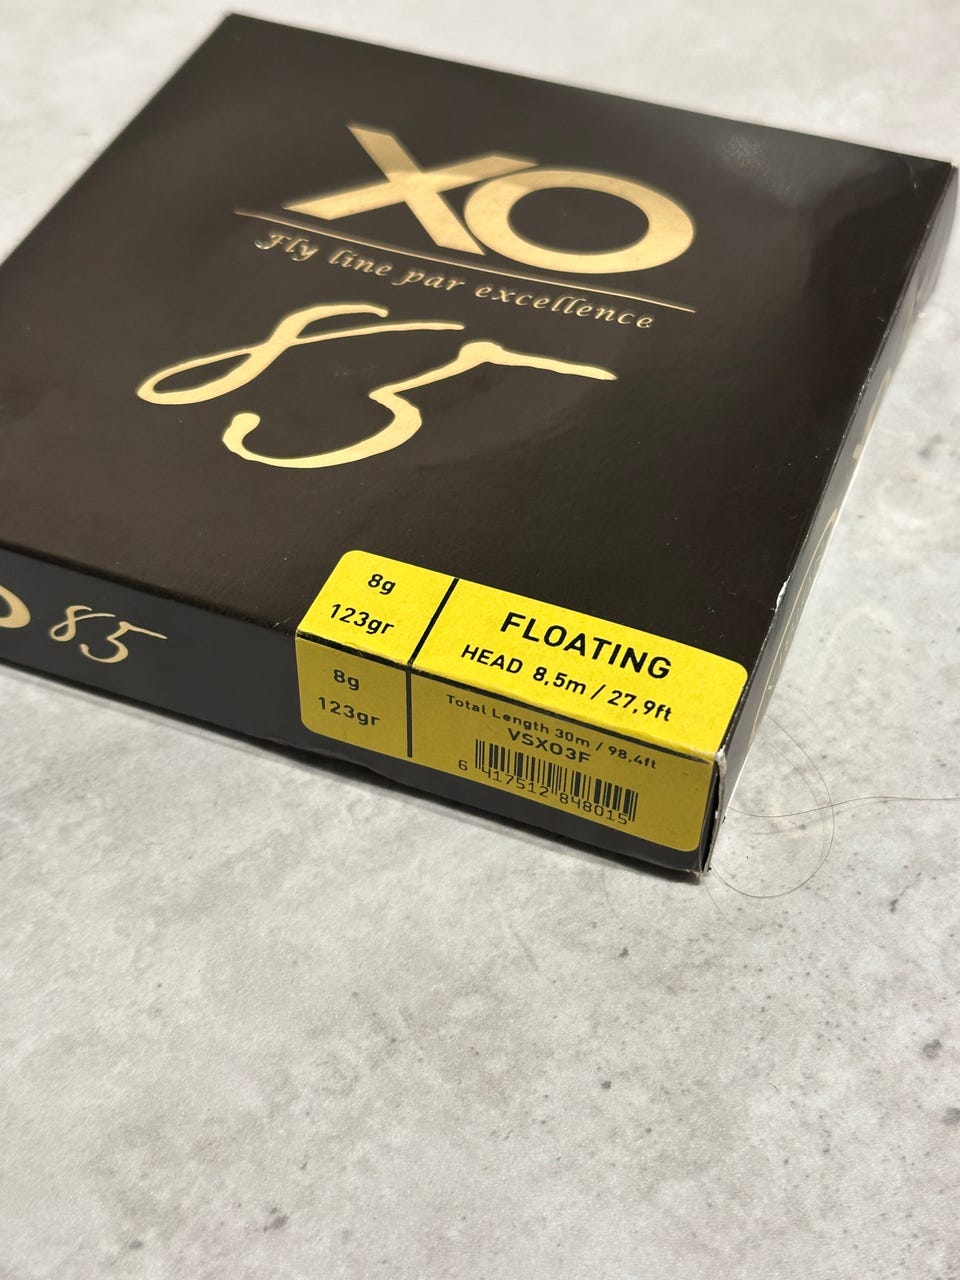 XO
Fly line par excellence
85
8g
123gr
FLOATING
HEAD 8,5m / 27,9ft
O 85
8g
123gr
Total Length 30m / 98,4ft
VSX03F
6 417512 848015